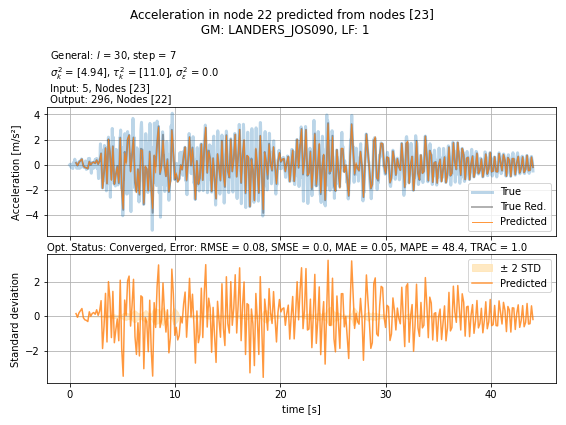 Acceleration in node 22 predicted from nodes [23]
GM: LANDERS_JOS090, LF: 1
General: l = 30, step = 7
σ²ₖ = [4.94], τ²ₖ = [11.0], σ²ε = 0.0
Input: 5, Nodes [23]
Output: 296, Nodes [22]
Acceleration [m/s²]
4
2
0
−2
−4
True
True Red.
Predicted
Opt. Status: Converged, Error: RMSE = 0.08, SMSE = 0.0, MAE = 0.05, MAPE = 48.4, TRAC = 1.0
Standard deviation
2
0
−2
± 2 STD
Predicted
0 10 20 30 40
time [s]